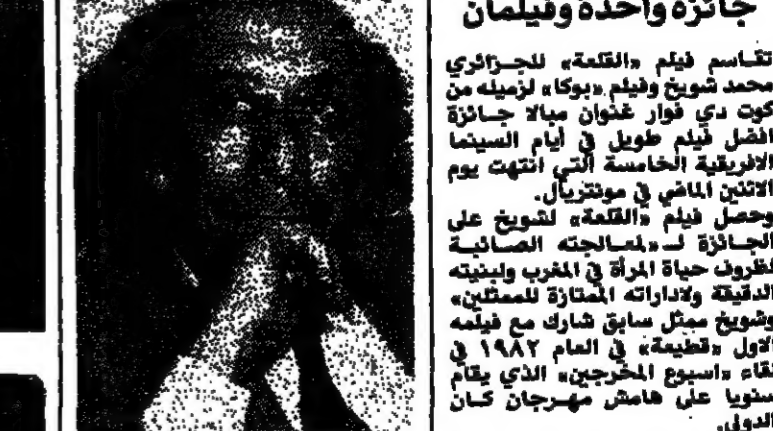 جائزة واحدة وفيلمان
تقاسم فيلم «القلعة» للجزائري
محمد شويخ وفيلم «بوكا» لزميله من
كوت دي فوار غنوان مبالا جائزة
افضل فيلم طويل في أيام السينما
الافريقية الخامسة التي انتهت يوم
الاثنين الماضي في مونتريال.
وحصل فيلم «القلعة» لشويخ على
الجائزة لـ«لمعالجته الصائبة
لظروف حياة المرأة في المغرب ولبنيته
الدقيقة ولاداراته الممتازة للممثلين»
وشويخ ممثل سابق شارك مع فيلمه
الاول «قطيعة» في العام ١٩٨٢ في
لقاء «اسبوع المخرجين» الذي يقام
سنويا على هامش مهرجان كان
الدولي.